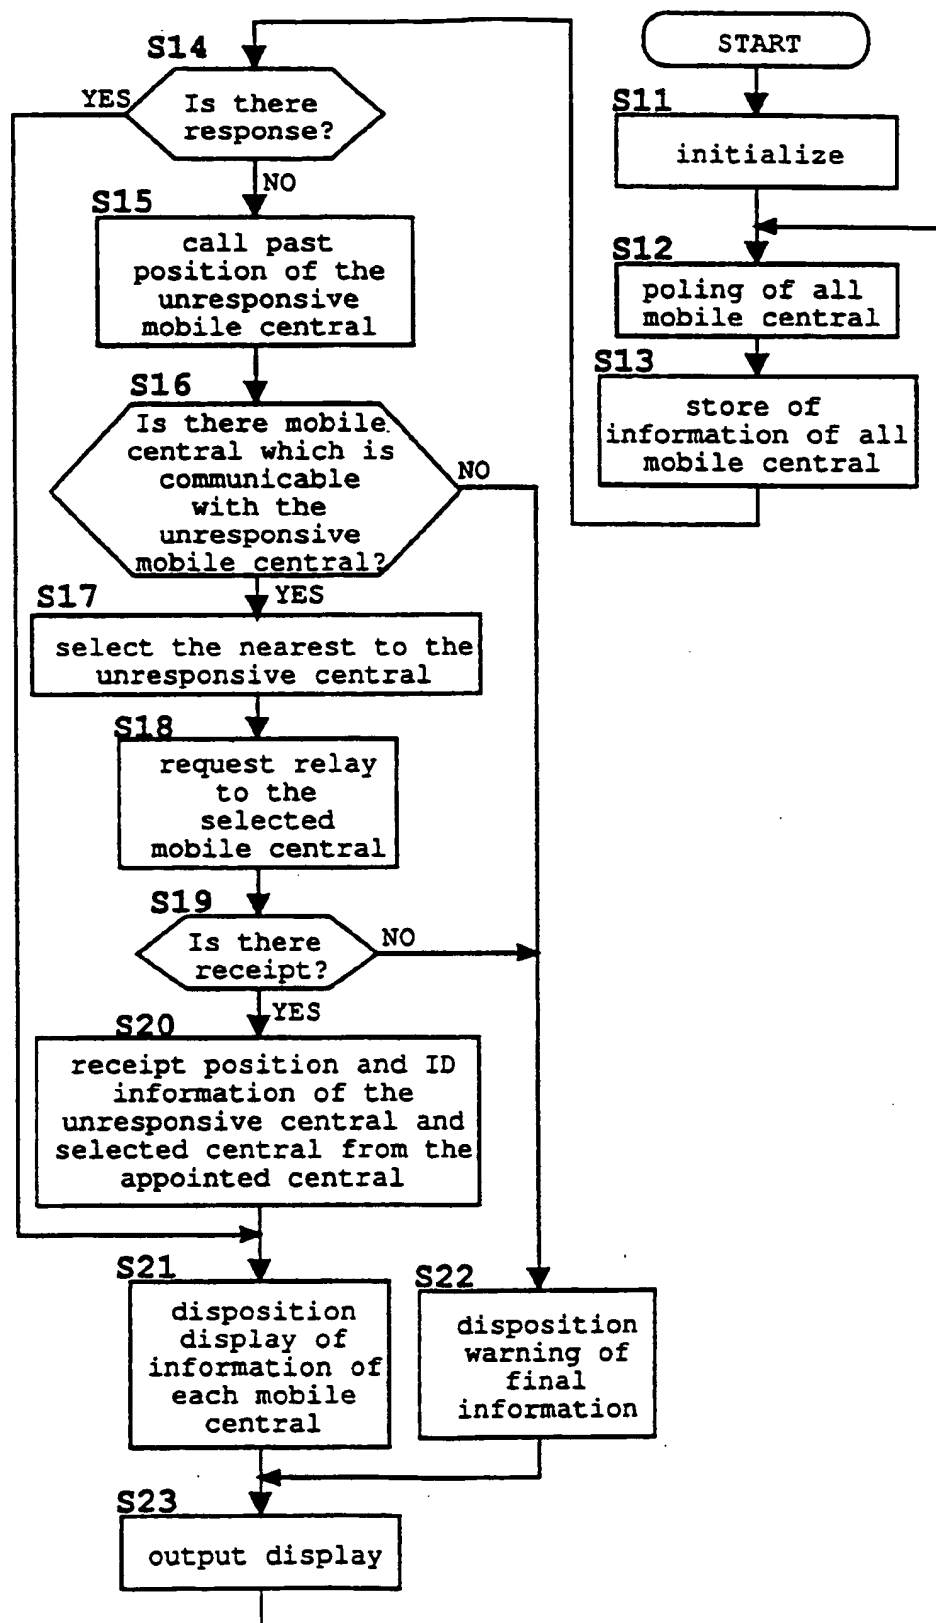 START
S11
initialize
S12
poling of all
mobile central
S13
store of
information of all
mobile central
S14
Is there
response?
YES
NO
S15
call past
position of the
unresponsive
mobile central
S16
Is there mobile
central which is
communicable
with the
unresponsive
mobile central?
NO
YES
S17
select the nearest to the
unresponsive central
S18
request relay
to the
selected
mobile central
S19
Is there
receipt?
NO
YES
S20
receipt position and ID
information of the
unresponsive central and
selected central from the
appointed central
S21
disposition
display of
information of
each mobile
central
S22
disposition
warning of
final
information
S23
output display